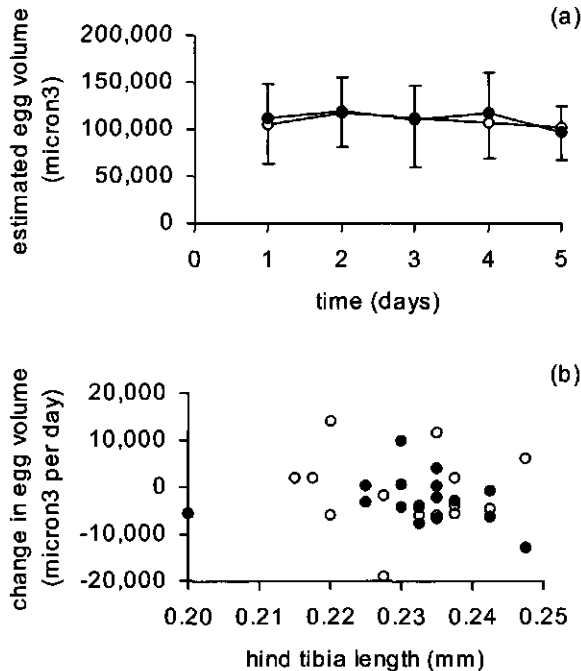 (a)
estimated egg volume
(micron3)
200,000
150,000
100,000
50,000
0
0 1 2 3 4 5
time (days)
(b)
change in egg volume
(micron3 per day)
20,000
10,000
0
-10,000
-20,000
0.20 0.21 0.22 0.23 0.24 0.25
hind tibia length (mm)